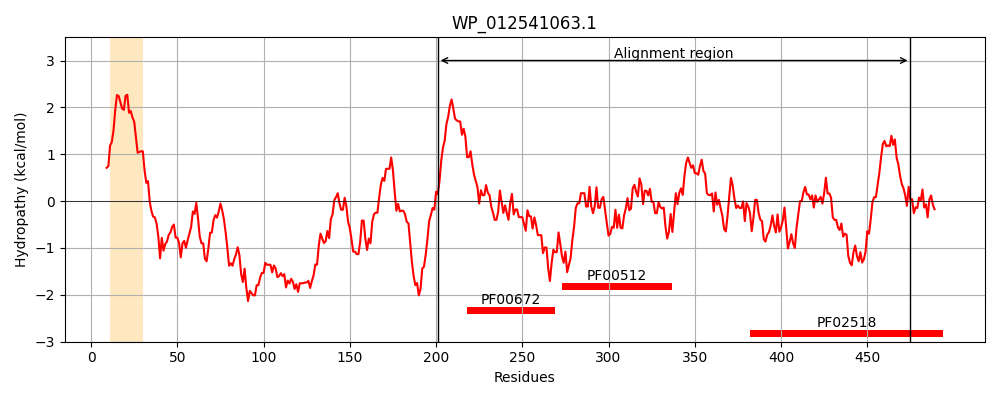 WP_012541063.1
Hydropathy (kcal/mol)
3
2
1
0
−1
−2
−3
Alignment region
PF00512
PF00672
PF02518
0 50 100 150 200 250 300 350 400 450
Residues